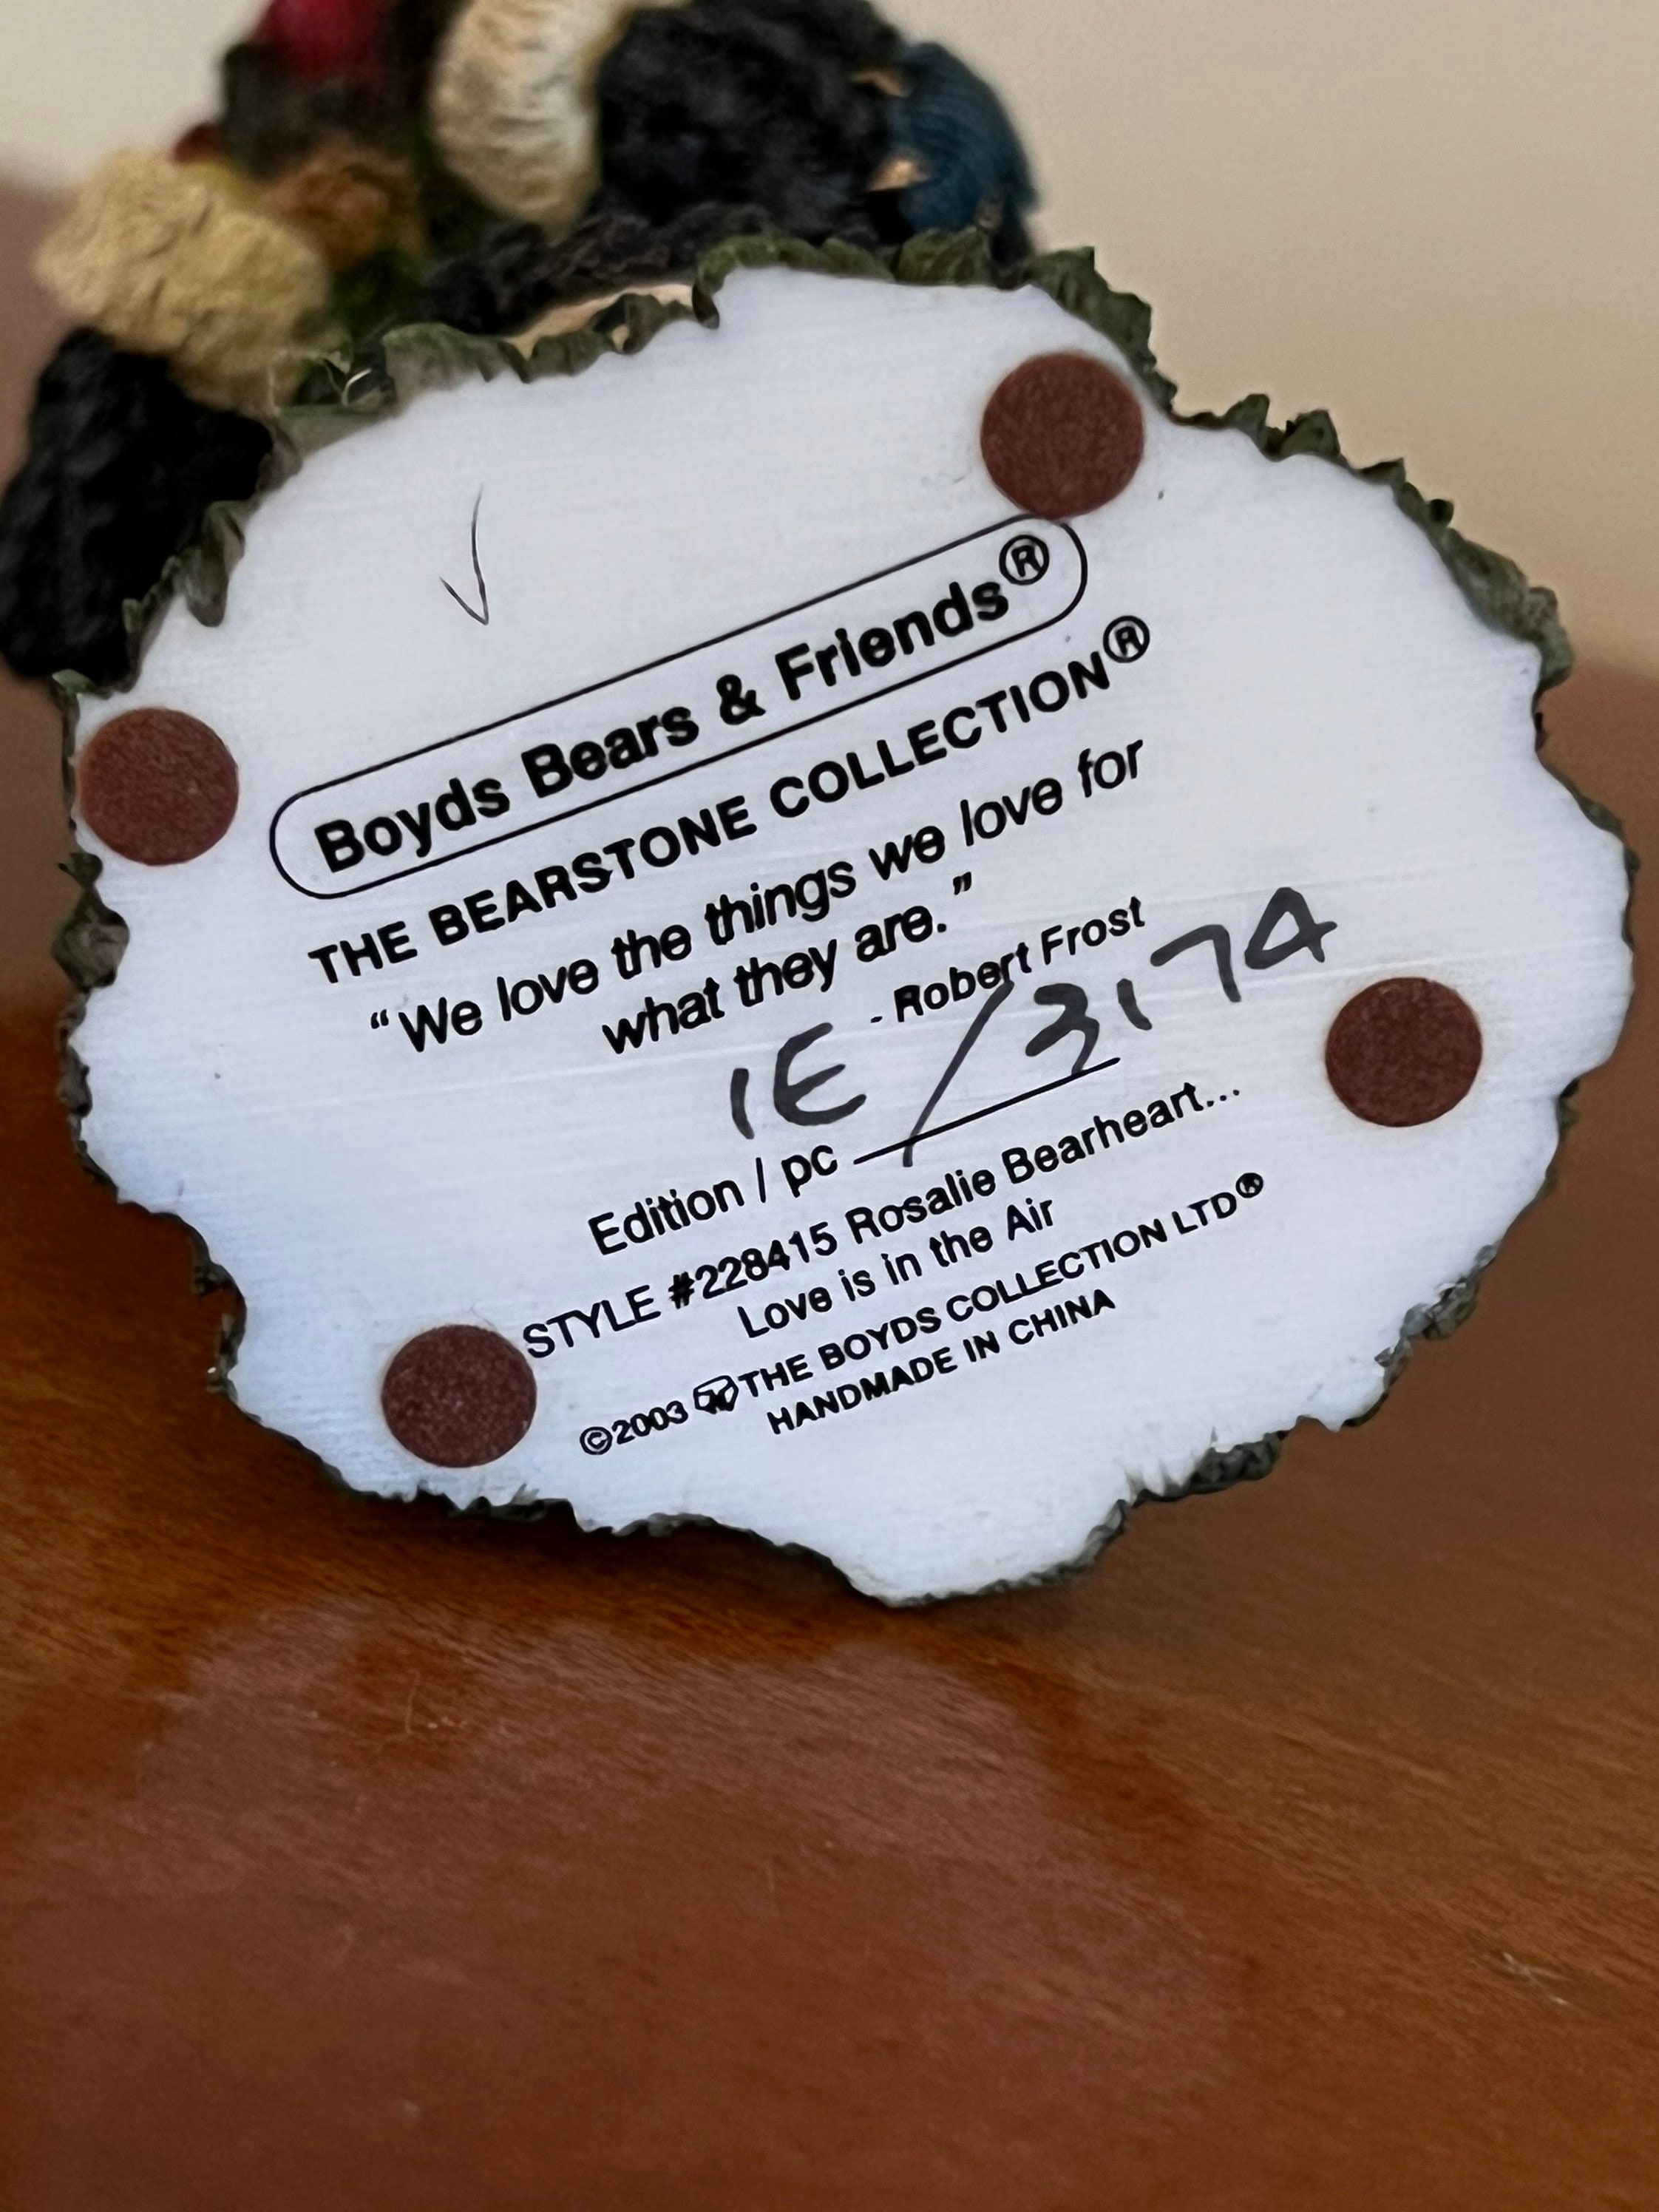 Boyds Bears & Friends®
THE BEARSTONE COLLECTION®
“We love the things we love for
what they are.”
- Robert Frost
1E/3174
Edition / pc
STYLE #228415 Rosalie Bearheart...
Love is in the Air
©2003 THE BOYDS COLLECTION LTD®
HANDMADE IN CHINA